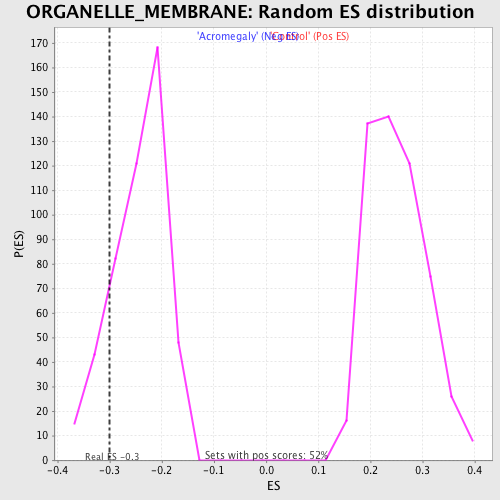 ORGANELLE_MEMBRANE: Random ES distribution
'Acromegaly' (Neg ES) 'Control' (Pos ES)
170
160
150
140
130
120
110
100
90
80
70
60
50
40
30
20
10
0
P(ES)
Real ES -0.3
Sets with pos scores: 52%
-0.4 -0.3 -0.2 -0.1 0.0 0.1 0.2 0.3 0.4
ES